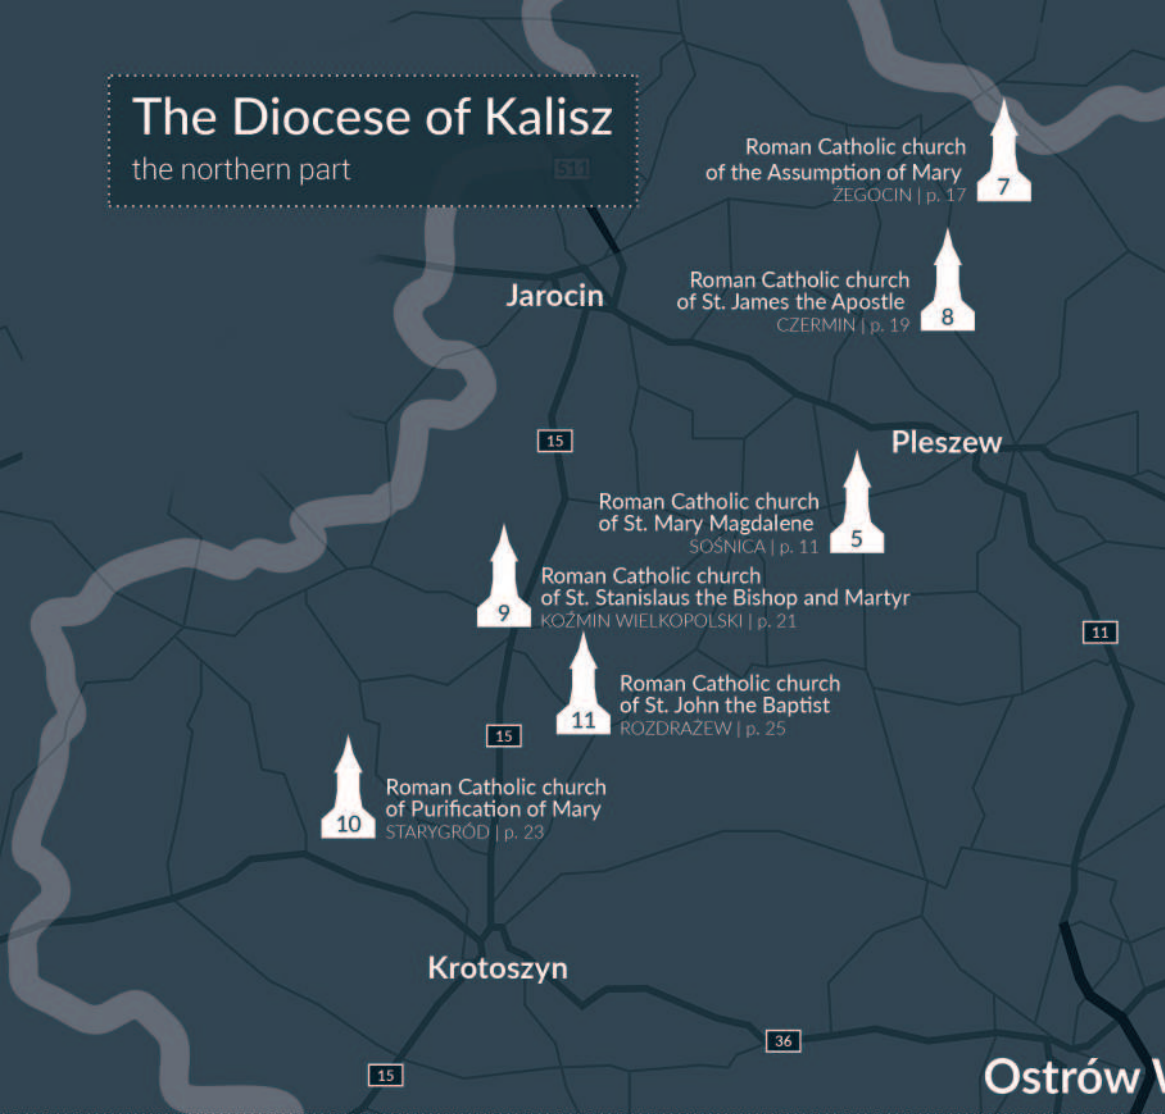 The Diocese of Kalisz
the northern part
S11
Roman Catholic church
of the Assumption of Mary
ŻEGOCIN | p. 17
7
Roman Catholic church
of St. James the Apostle
CZERMIN | p. 19
8
Jarocin
15
Pleszew
Roman Catholic church
of St. Mary Magdalene
SOŚNICA | p. 11
5
9
Roman Catholic church
of St. Stanislaus the Bishop and Martyr
KOŹMIN WIELKOPOLSKI | p. 21
11
11
Roman Catholic church
of St. John the Baptist
ROZDRAŻEW | p. 25
15
10
Roman Catholic church
of Purification of Mary
STARYGRÓD | p. 23
Krotoszyn
36
15
Ostrów